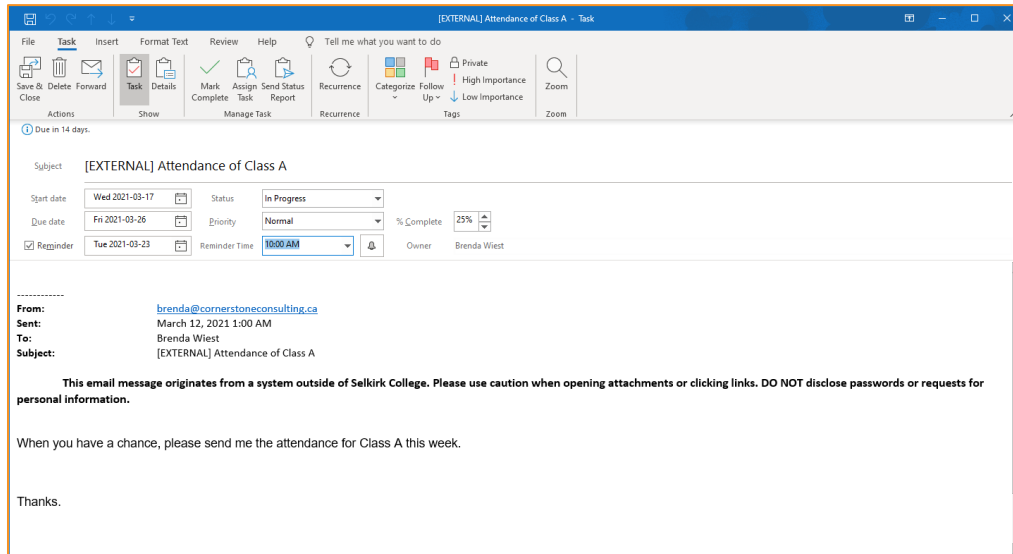 [EXTERNAL] Attendance of Class A - Task
File Task Insert Format Text Review Help Tell me what you want to do
Save & Close Delete Forward Task Details Mark Complete Assign Task Send Status Report Recurrence Categorize Follow Up Private High Importance Low Importance Zoom
Actions Show Manage Task Recurrence Tags Zoom
Due in 14 days.
Subject [EXTERNAL] Attendance of Class A
Start date Wed 2021-03-17 Status In Progress
Due date Fri 2021-03-26 Priority Normal % Complete 25%
Reminder Tue 2021-03-23 Reminder Time 10:00 AM Owner Brenda Wiest
------------
From: brenda@cornerstoneconsulting.ca
Sent: March 12, 2021 1:00 AM
To: Brenda Wiest
Subject: [EXTERNAL] Attendance of Class A
This email message originates from a system outside of Selkirk College. Please use caution when opening attachments or clicking links. DO NOT disclose passwords or requests for
personal information.
When you have a chance, please send me the attendance for Class A this week.
Thanks.